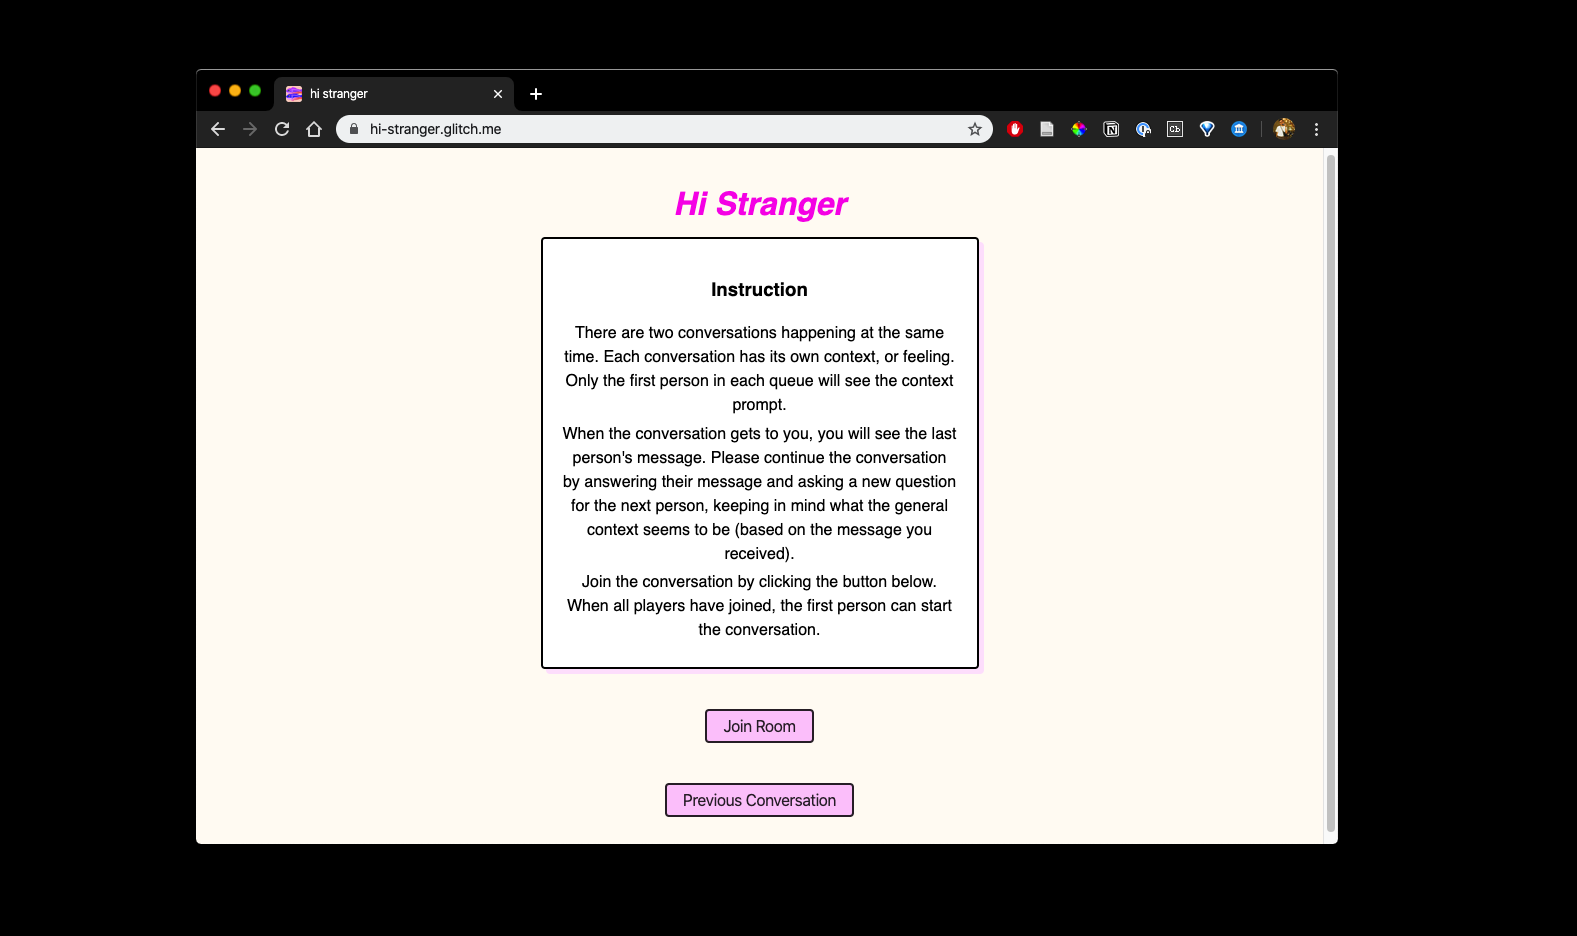 hi stranger
hi-stranger.glitch.me
Hi Stranger
Instruction
There are two conversations happening at the same
time. Each conversation has its own context, or feeling.
Only the first person in each queue will see the context
prompt.
When the conversation gets to you, you will see the last
person's message. Please continue the conversation
by answering their message and asking a new question
for the next person, keeping in mind what the general
context seems to be (based on the message you
received).
Join the conversation by clicking the button below.
When all players have joined, the first person can start
the conversation.
Join Room
Previous Conversation